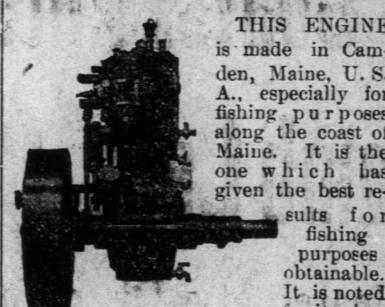 THIS ENGINE
is made in Cam-
den, Maine, U. S.
A., especially for
fishing purposes
along the coast of
Maine. It is the
one which has
given the best re-
sults for
fishing
purposes
obtainable.
It is noted